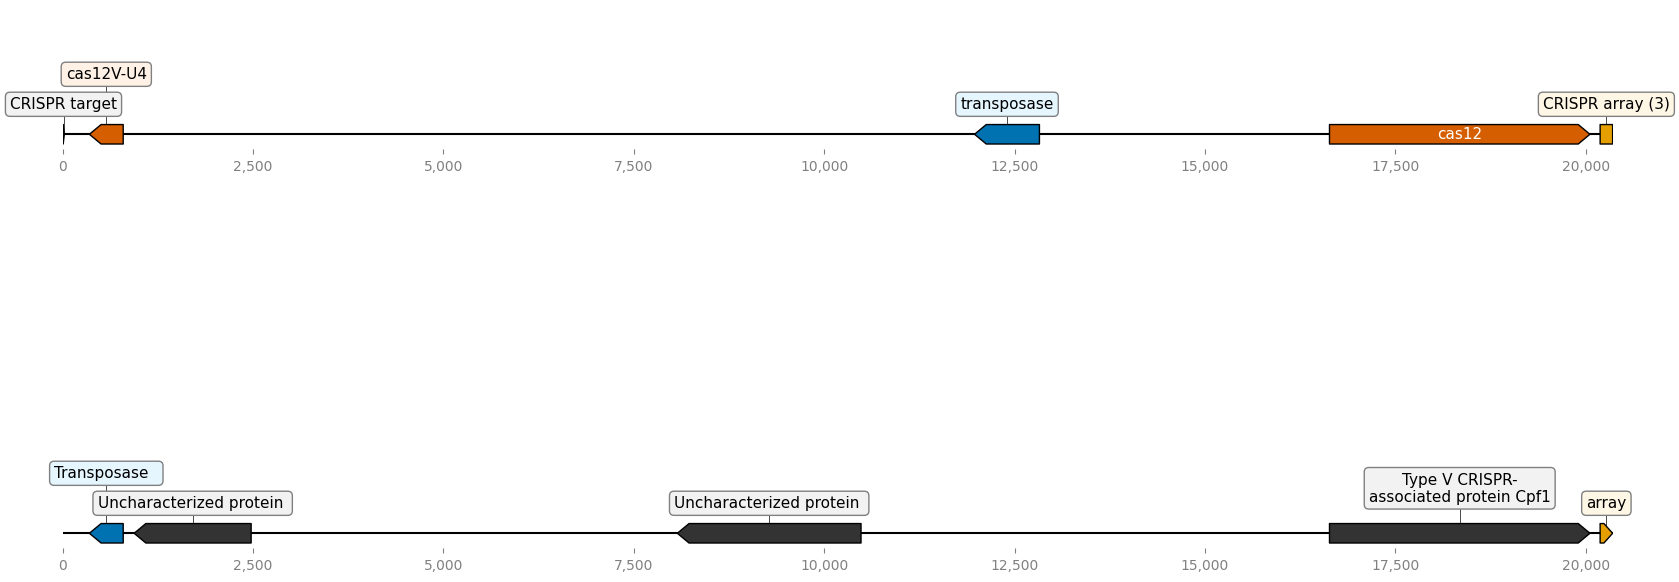 cas12V-U4
CRISPR target
transposase
CRISPR array (3)
cas12
0
2,500
5,000
7,500
10,000
12,500
15,000
17,500
20,000
Transposase
Uncharacterized protein
Uncharacterized protein
Type V CRISPR-
associated protein Cpf1
array
0
2,500
5,000
7,500
10,000
12,500
15,000
17,500
20,000